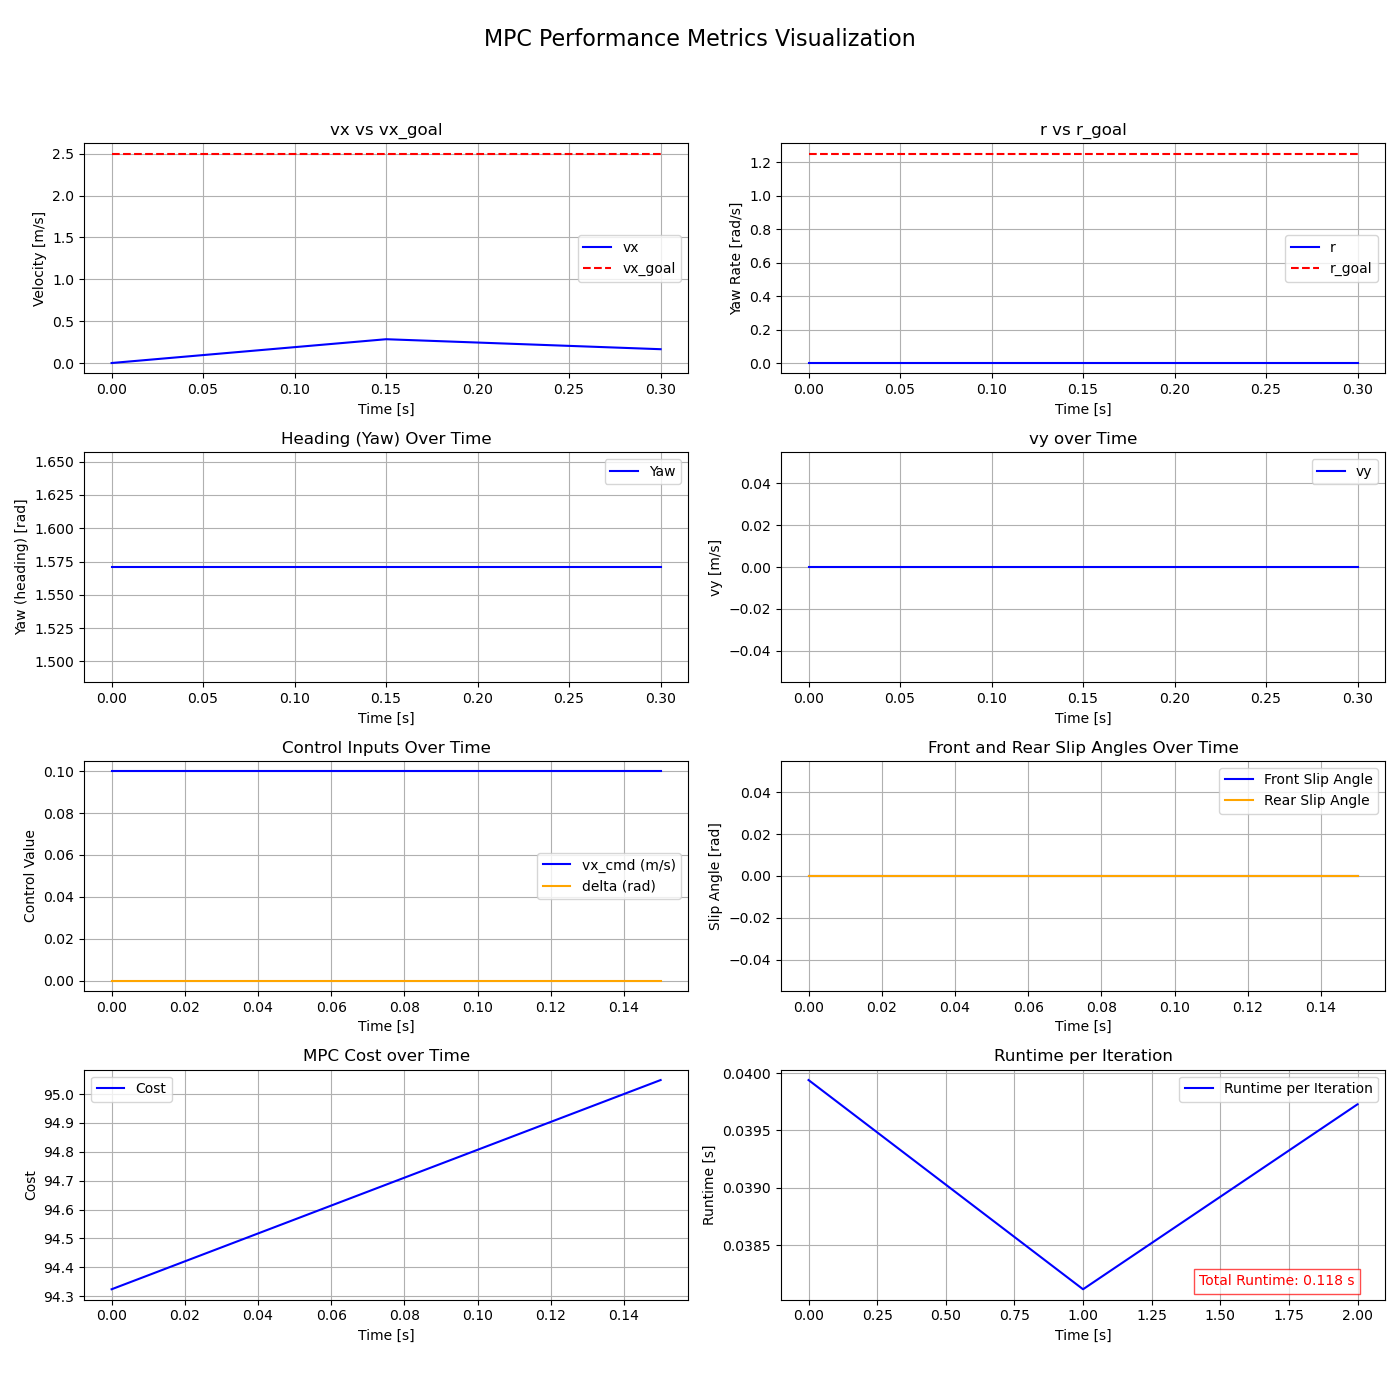 MPC Performance Metrics Visualization
vx vs vx_goal
Velocity [m/s]
2.5
2.0
1.5
1.0
0.5
0.0
vx
vx_goal
0.00 0.05 0.10 0.15 0.20 0.25 0.30
Time [s]
r vs r_goal
Yaw Rate [rad/s]
1.2
1.0
0.8
0.6
0.4
0.2
0.0
r
r_goal
0.00 0.05 0.10 0.15 0.20 0.25 0.30
Time [s]
Heading (Yaw) Over Time
Yaw (heading) [rad]
1.650
1.625
1.600
1.575
1.550
1.525
1.500
Yaw
0.00 0.05 0.10 0.15 0.20 0.25 0.30
Time [s]
vy over Time
vy [m/s]
0.04
0.02
0.00
−0.02
−0.04
vy
0.00 0.05 0.10 0.15 0.20 0.25 0.30
Time [s]
Control Inputs Over Time
Control Value
0.10
0.08
0.06
0.04
0.02
0.00
vx_cmd (m/s)
delta (rad)
0.00 0.02 0.04 0.06 0.08 0.10 0.12 0.14
Time [s]
Front and Rear Slip Angles Over Time
Slip Angle [rad]
0.04
0.02
0.00
−0.02
−0.04
Front Slip Angle
Rear Slip Angle
0.00 0.02 0.04 0.06 0.08 0.10 0.12 0.14
Time [s]
MPC Cost over Time
Cost
95.0
94.9
94.8
94.7
94.6
94.5
94.4
94.3
Cost
0.00 0.02 0.04 0.06 0.08 0.10 0.12 0.14
Time [s]
Runtime per Iteration
Runtime [s]
0.0400
0.0395
0.0390
0.0385
Runtime per Iteration
Total Runtime: 0.118 s
0.00 0.25 0.50 0.75 1.00 1.25 1.50 1.75 2.00
Time [s]